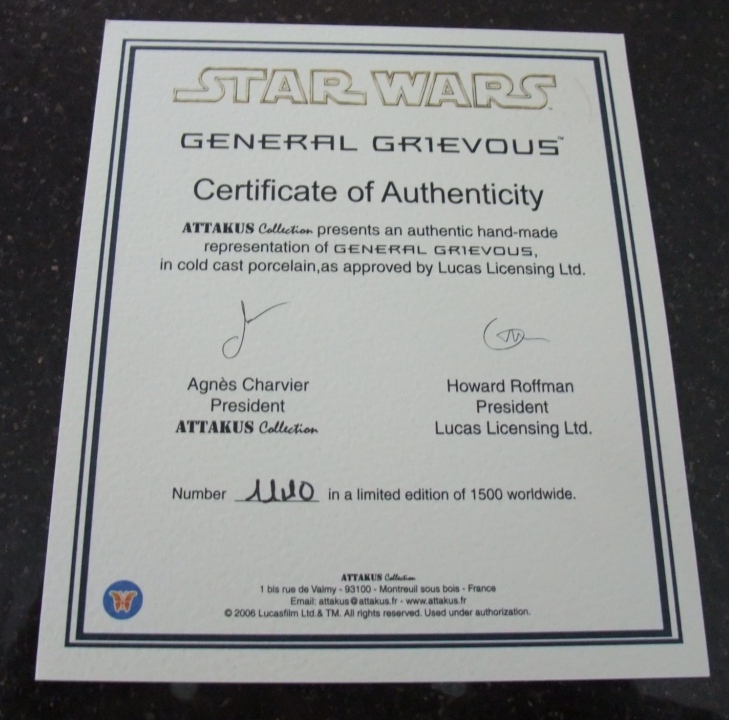 STAR WARS
GENERAL GRIEVOUS™
Certificate of Authenticity
ATTAKUS Collection presents an authentic hand-made
representation of GENERAL GRIEVOUS,
in cold cast porcelain,as approved by Lucas Licensing Ltd.
Agnès Charvier
President
ATTAKUS Collection
Howard Roffman
President
Lucas Licensing Ltd.
Number in a limited edition of 1500 worldwide.
ATTAKUS Collection
1 bis rue de Valmy - 93100 - Montreuil sous bois - France
Email: attakus@attakus.fr - www.attakus.fr
© 2006 Lucasfilm Ltd.& TM. All rights reserved. Used under authorization.